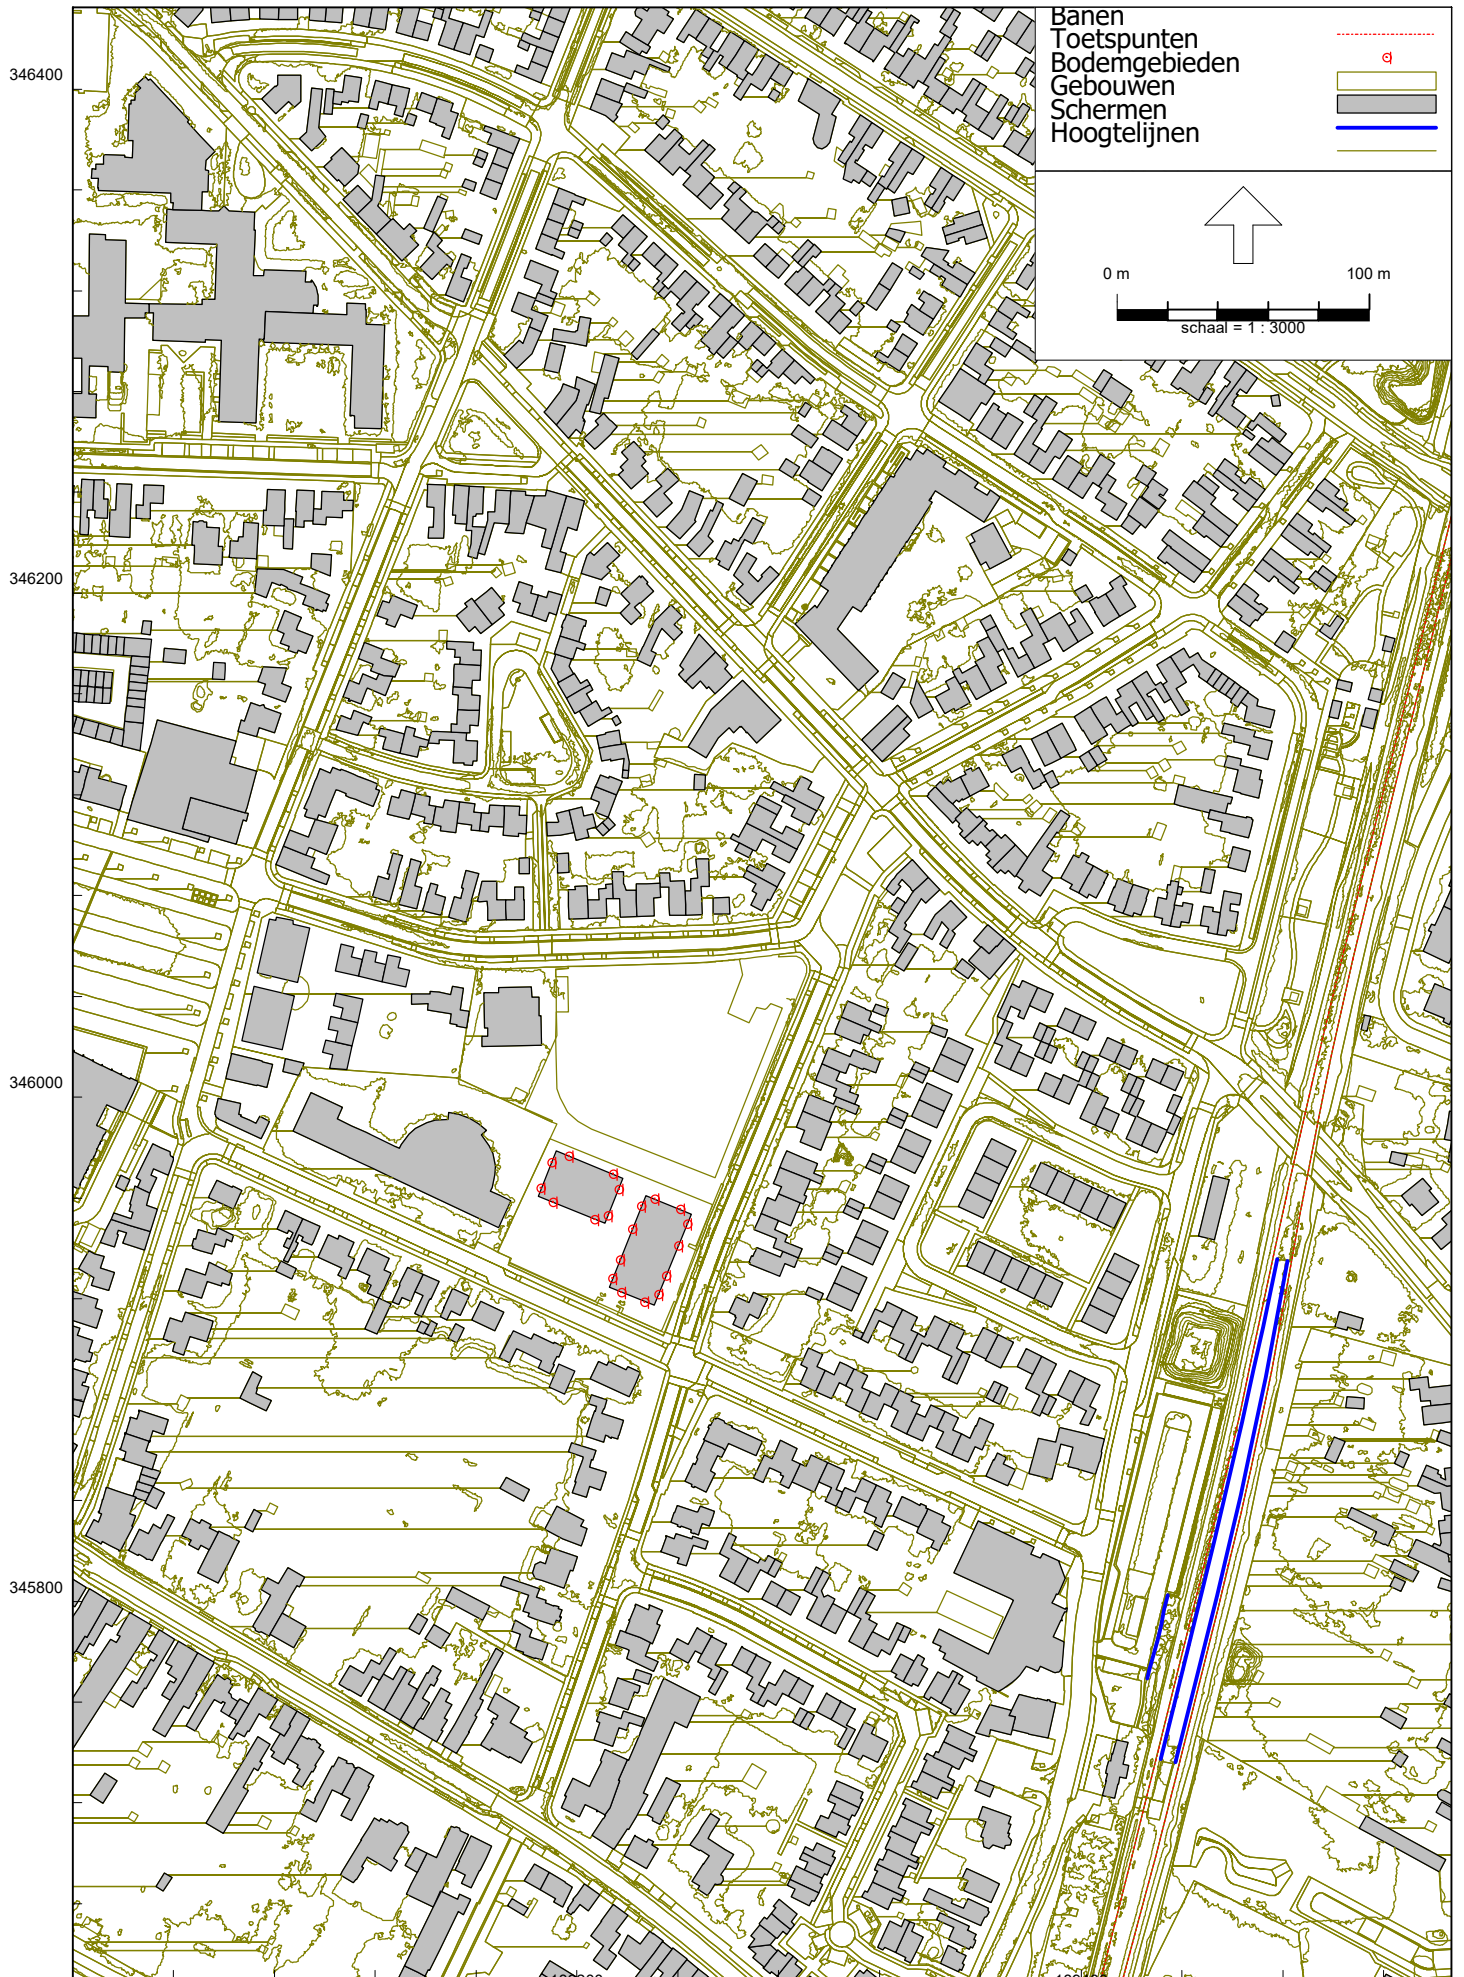 Banen
Toetspunten
Bodemgebieden
Gebouwen
Schermen
Hoogtelijnen
0 m 100 m
schaal = 1 : 3000
346400
346200
346000
345800